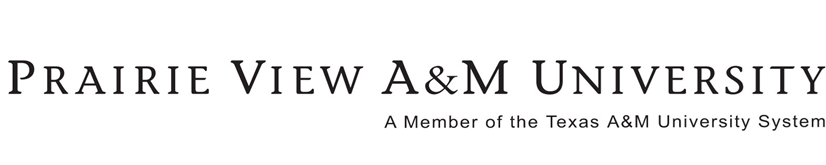 PRAIRIE VIEW A&M UNIVERSITY
A Member of the Texas A&M University System